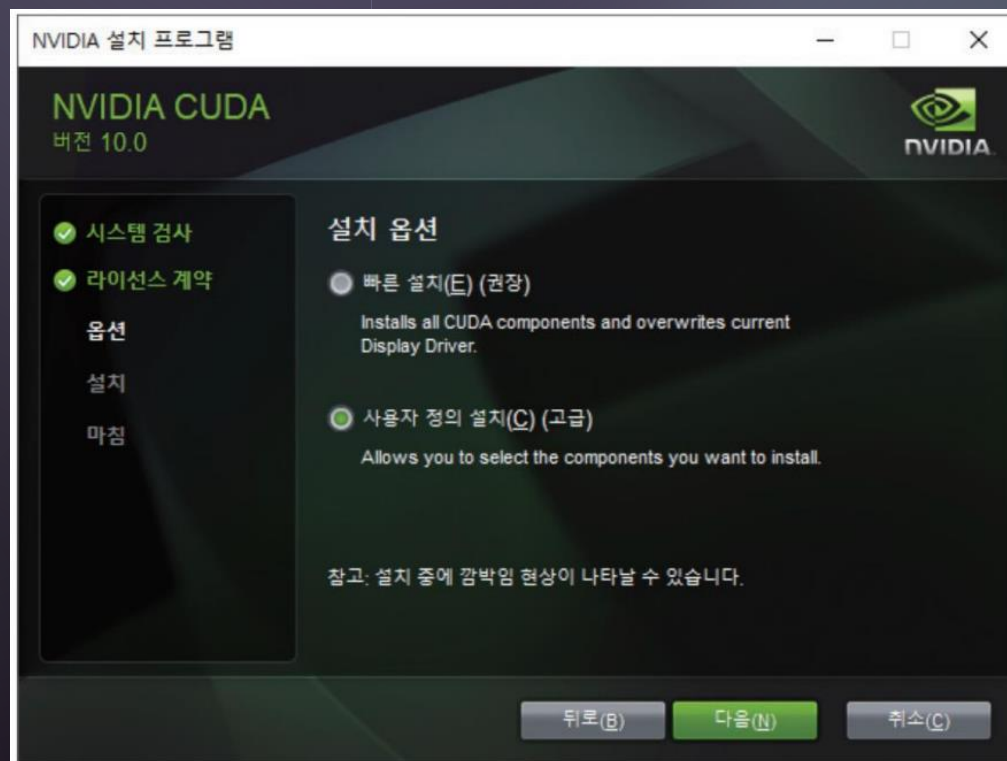 NVIDIA 설치 프로그램
NVIDIA CUDA
버전 10.0
NVIDIA
시스템 검사
라이선스 계약
옵션
설치
마침
설치 옵션
빠른 설치(E) (권장)
Installs all CUDA components and overwrites current
Display Driver.
사용자 정의 설치(C) (고급)
Allows you to select the components you want to install.
참고: 설치 중에 깜박임 현상이 나타날 수 있습니다.
뒤로(B)
다음(N)
취소(C)